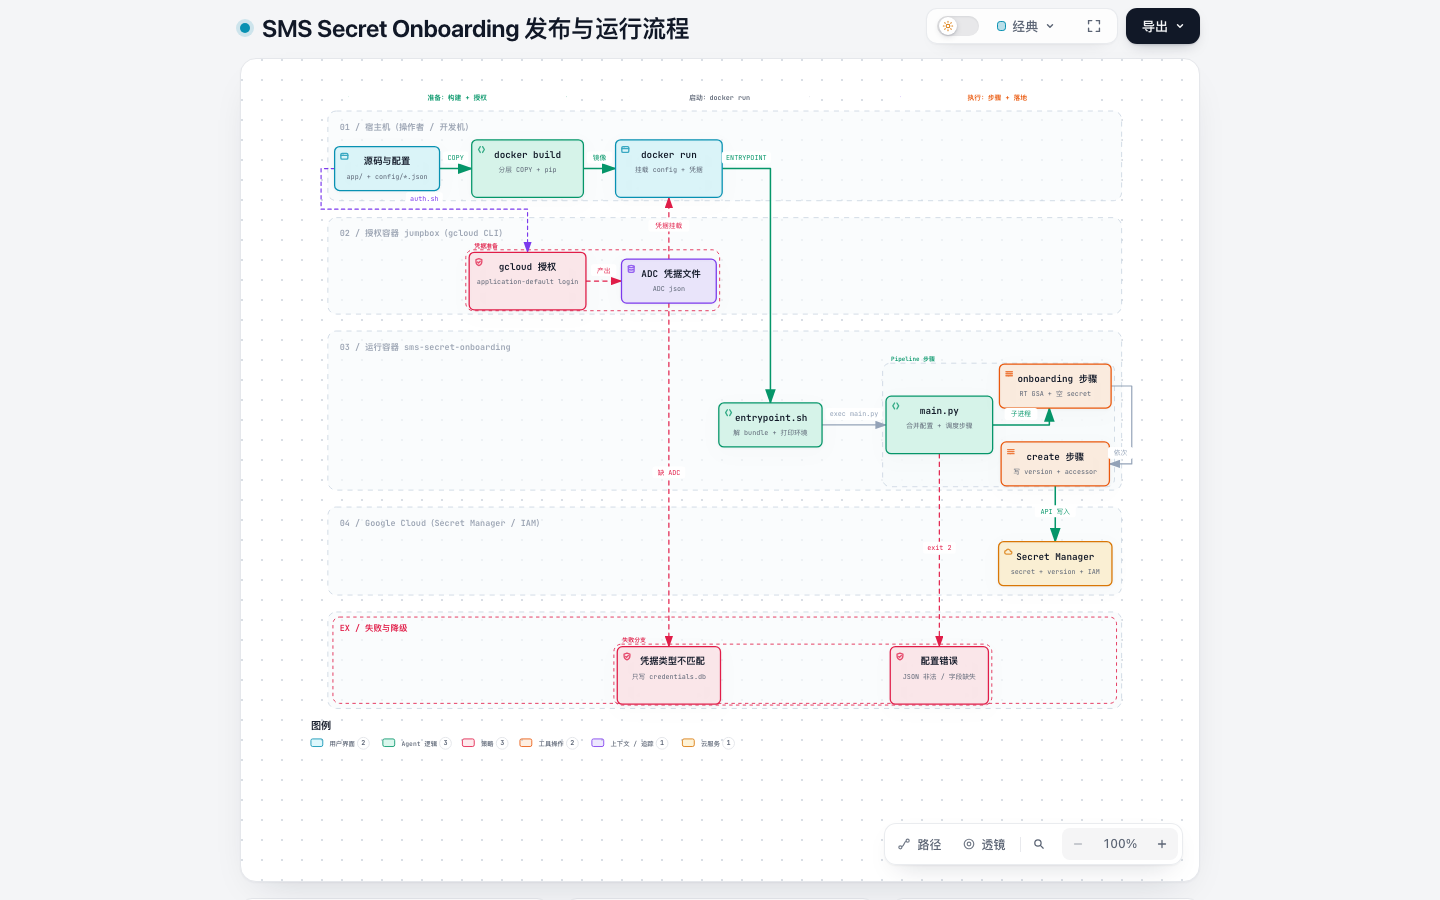 SMS Secret Onboarding 发布与运行流程
经典
导出
准备: 构建 + 授权
启动: docker run
执行: 步骤 + 落地
01 / 宿主机 (操作者 / 开发机)
源码与配置
app/ + config/*.json
COPY
docker build
分层 COPY + pip
镜像
docker run
挂载 config + 凭据
ENTRYPOINT
auth.sh
凭据挂载
02 / 授权容器 jumpbox (gcloud CLI)
凭据准备
gcloud 授权
application-default login
产出
ADC 凭据文件
ADC json
03 / 运行容器 sms-secret-onboarding
Pipeline 步骤
onboarding 步骤
RT GSA + 空 secret
entrypoint.sh
解 bundle + 打印环境
exec main.py
main.py
合并配置 + 调度步骤
子进程
create 步骤
写 version + accessor
依次
缺 ADC
API 写入
04 / Google Cloud (Secret Manager / IAM)
exit 2
Secret Manager
secret + version + IAM
EX / 失败与降级
失败分支
凭据类型不匹配
只写 credentials.db
配置错误
JSON 非法 / 字段缺失
图例
用户界面 2
Agent 逻辑 3
策略 3
工具操作 2
上下文 / 追踪 1
云服务 1
路径
透镜
100%